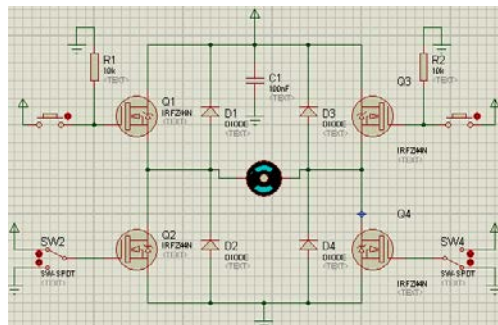 R1
10k
<TEXT>
R2
10k
<TEXT>
C1
100nF
<TEXT>
Q1
IRFZ44N
<TEXT>
D1
DIODE
<TEXT>
D3
DIODE
<TEXT>
Q3
IRFZ44N
<TEXT>
SW2
SW-SPDT
<TEXT>
Q2
IRFZ44N
<TEXT>
D2
DIODE
<TEXT>
D4
DIODE
<TEXT>
Q4
IRFZ44N
<TEXT>
SW4
SW-SPDT
<TEXT>